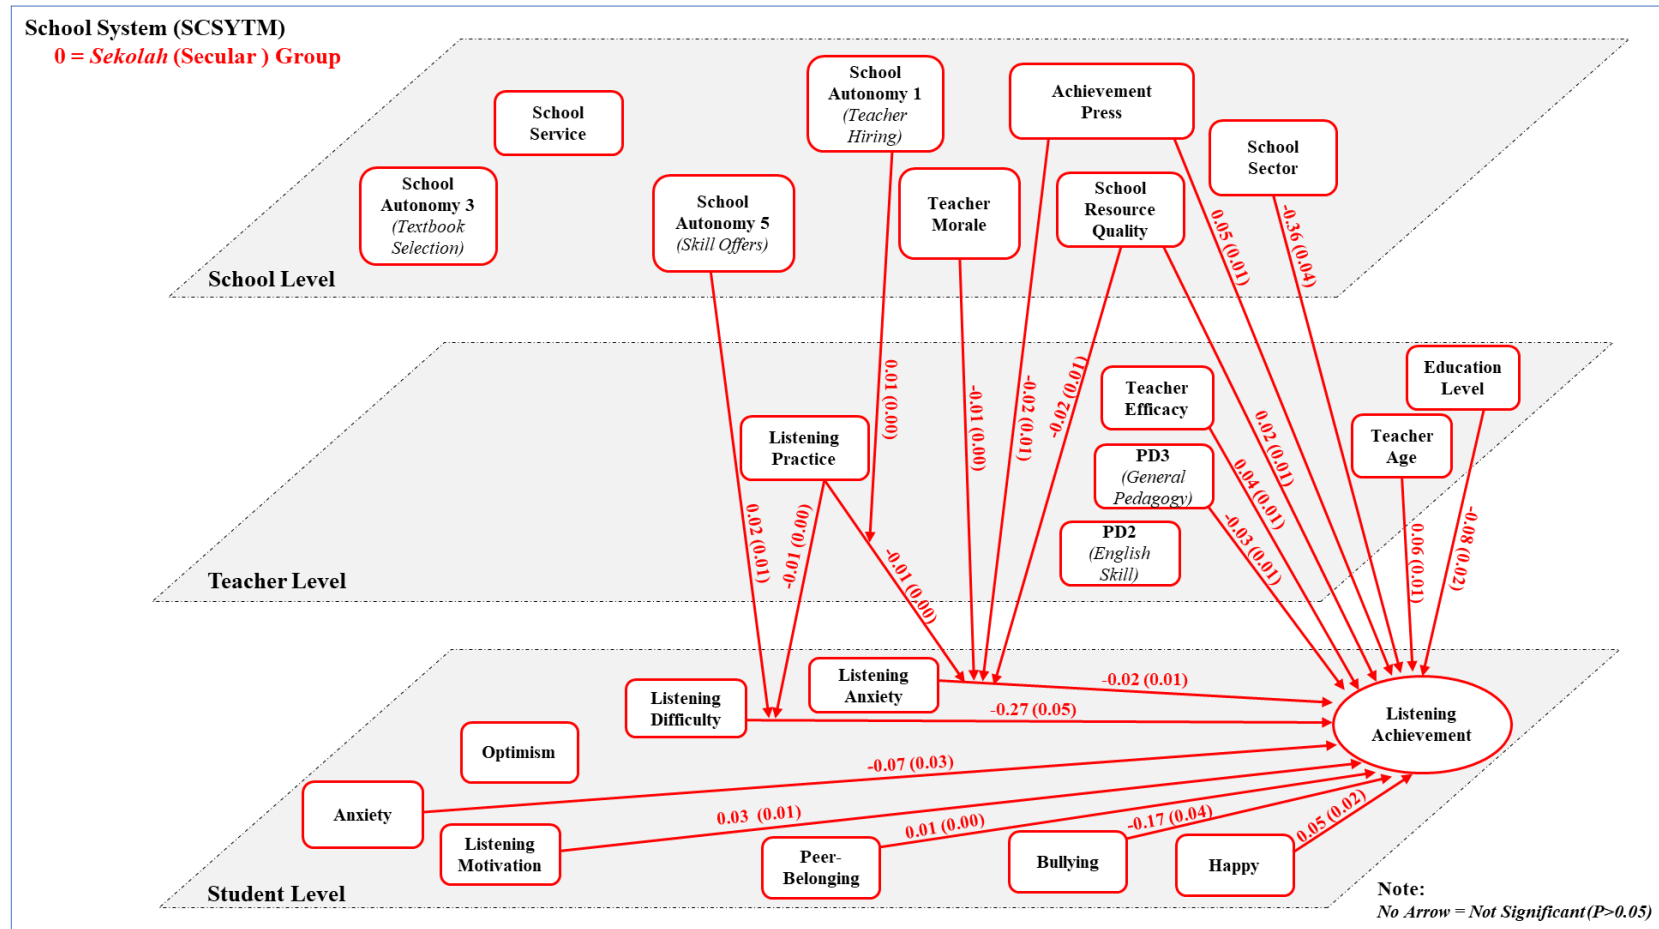 School System (SCSYTM)
0 = Sekolah (Secular ) Group
School
Service
School
Autonomy 1
(Teacher
Hiring)
Achievement
Press
School
Sector
School
Autonomy 3
(Textbook
Selection)
School
Autonomy 5
(Skill Offers)
Teacher
Morale
School
Resource
Quality
School Level
0.05 (0.01)
-0.36 (0.04)
0.01 (0.00)
-0.01 (0.00)
-0.02 (0.01)
-0.02 (0.01)
0.02 (0.01)
Listening
Practice
Teacher
Efficacy
PD3
(General
Pedagogy)
PD2
(English
Skill)
Education
Level
Teacher
Age
0.02 (0.01)
-0.01 (0.00)
-0.01 (0.00)
0.04 (0.01)
-0.03 (0.01)
0.06 (0.01)
-0.08 (0.02)
Teacher Level
Listening
Anxiety
-0.02 (0.01)
Listening
Difficulty
-0.27 (0.05)
Listening
Achievement
Optimism
-0.07 (0.03)
Anxiety
0.03 (0.01)
Listening
Motivation
0.01 (0.00)
Peer-
Belonging
-0.17 (0.04)
Bullying
0.05 (0.02)
Happy
Student Level
Note:
No Arrow = Not Significant(P>0.05)